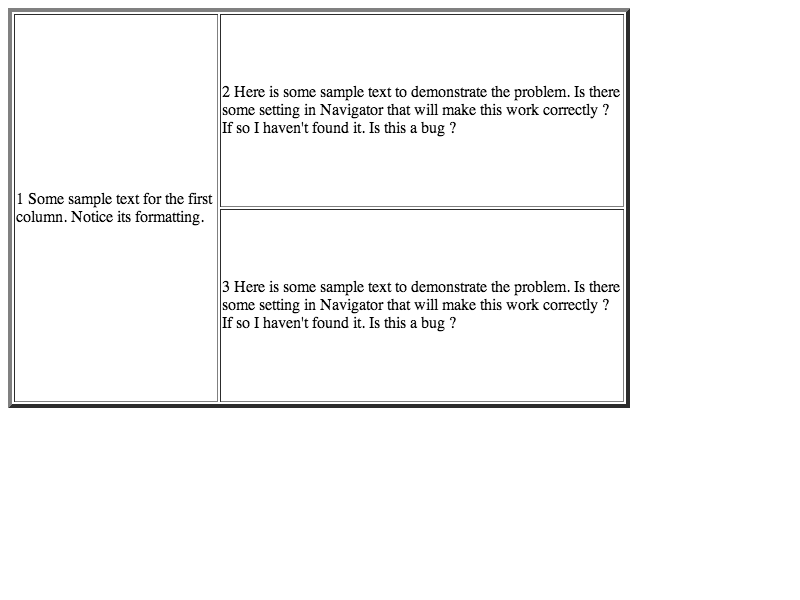 1 Some sample text for the first
column. Notice its formatting.
2 Here is some sample text to demonstrate the problem. Is there
some setting in Navigator that will make this work correctly ?
If so I haven't found it. Is this a bug ?
3 Here is some sample text to demonstrate the problem. Is there
some setting in Navigator that will make this work correctly ?
If so I haven't found it. Is this a bug ?